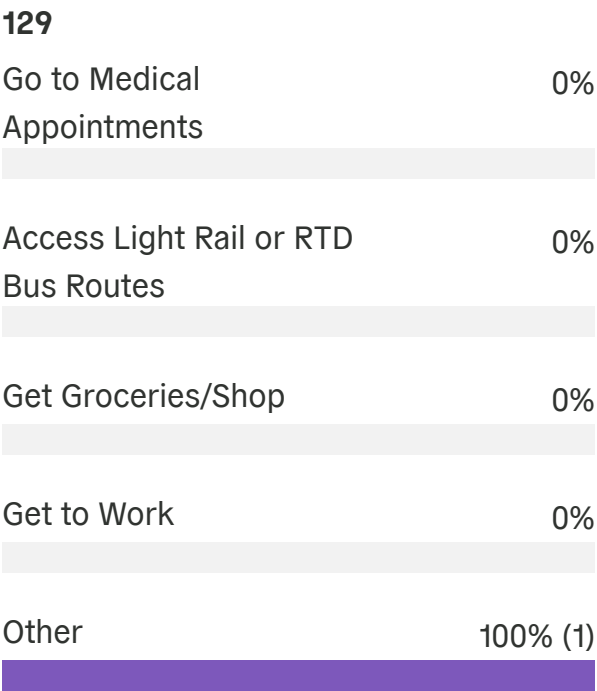 129
Go to Medical 0%
Appointments
Access Light Rail or RTD 0%
Bus Routes
Get Groceries/Shop 0%
Get to Work 0%
Other 100% (1)